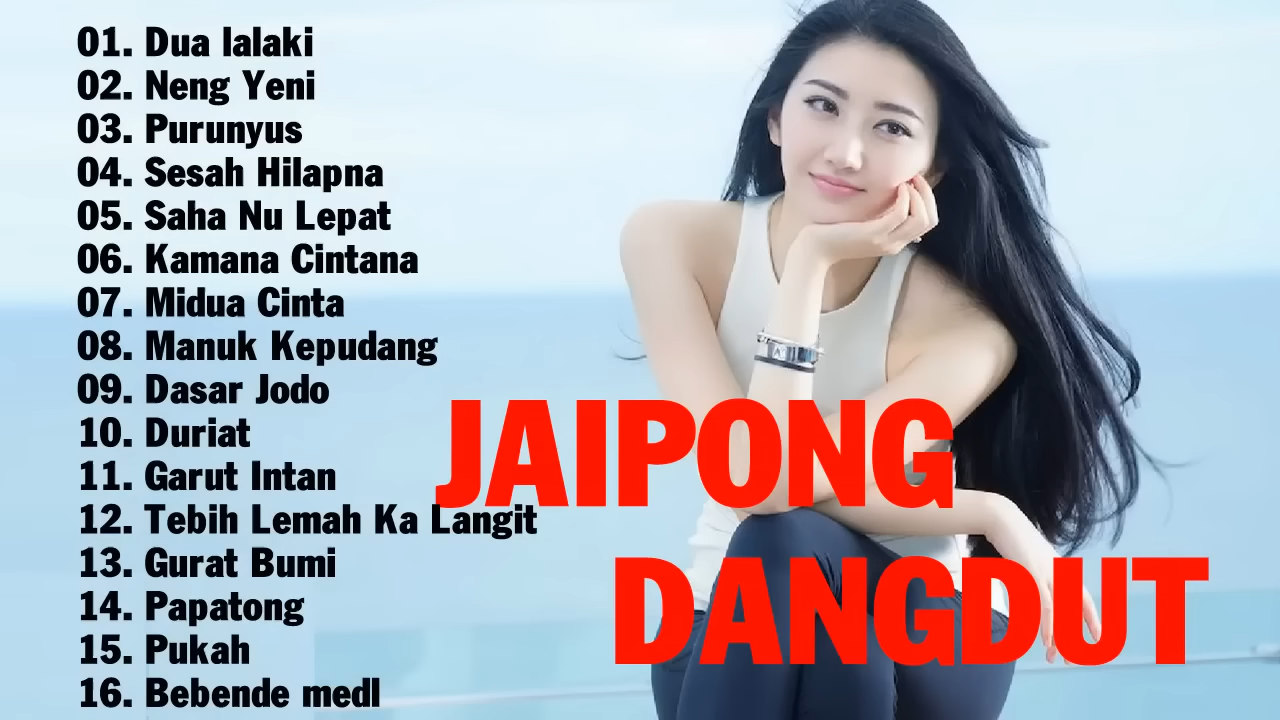 01. Dua lalaki
02. Neng Yeni
03. Purunyus
04. Sesah Hilapna
05. Saha Nu Lepat
06. Kamana Cintana
07. Midua Cinta
08. Manuk Kepudang
09. Dasar Jodo
10. Duriat
11. Garut Intan
12. Tebih Lemah Ka Langit
13. Gurat Bumi
14. Papatong
15. Pukah
16. Bebende medl
JAIPONG
DANGDUT